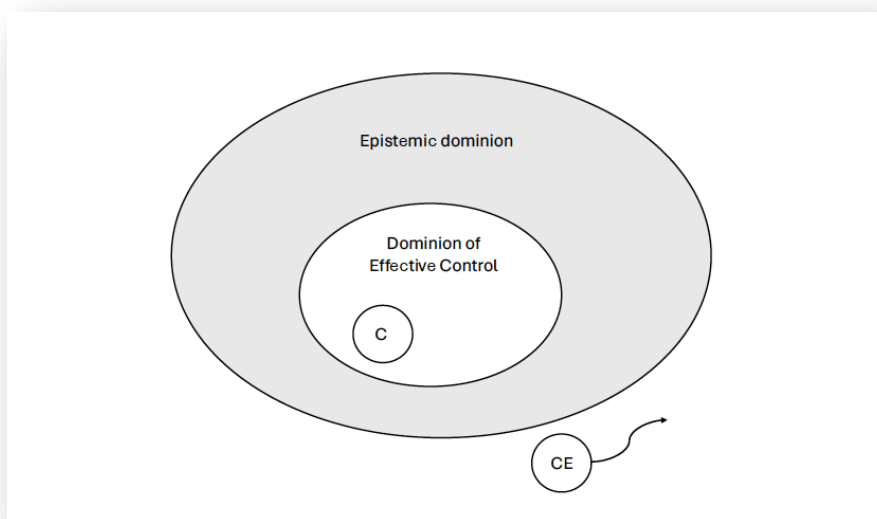 Epistemic dominion
Dominion of
Effective Control
C
CE